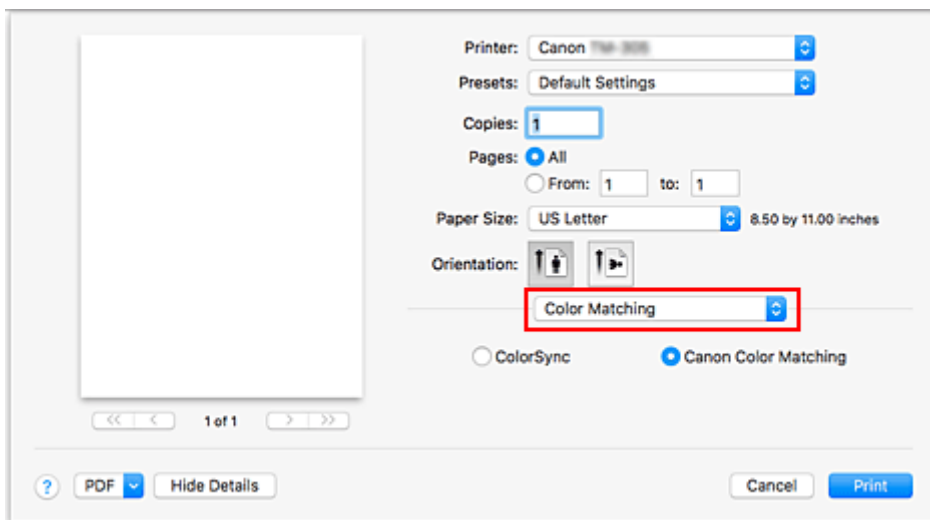 Printer: Canon
Presets: Default Settings
Copies: 1
Pages: All
From: 1 to: 1
Paper Size: US Letter 8.50 by 11.00 inches
Orientation:
Color Matching
ColorSync Canon Color Matching
<< < 1 of 1 > >>
? PDF Hide Details Cancel Print